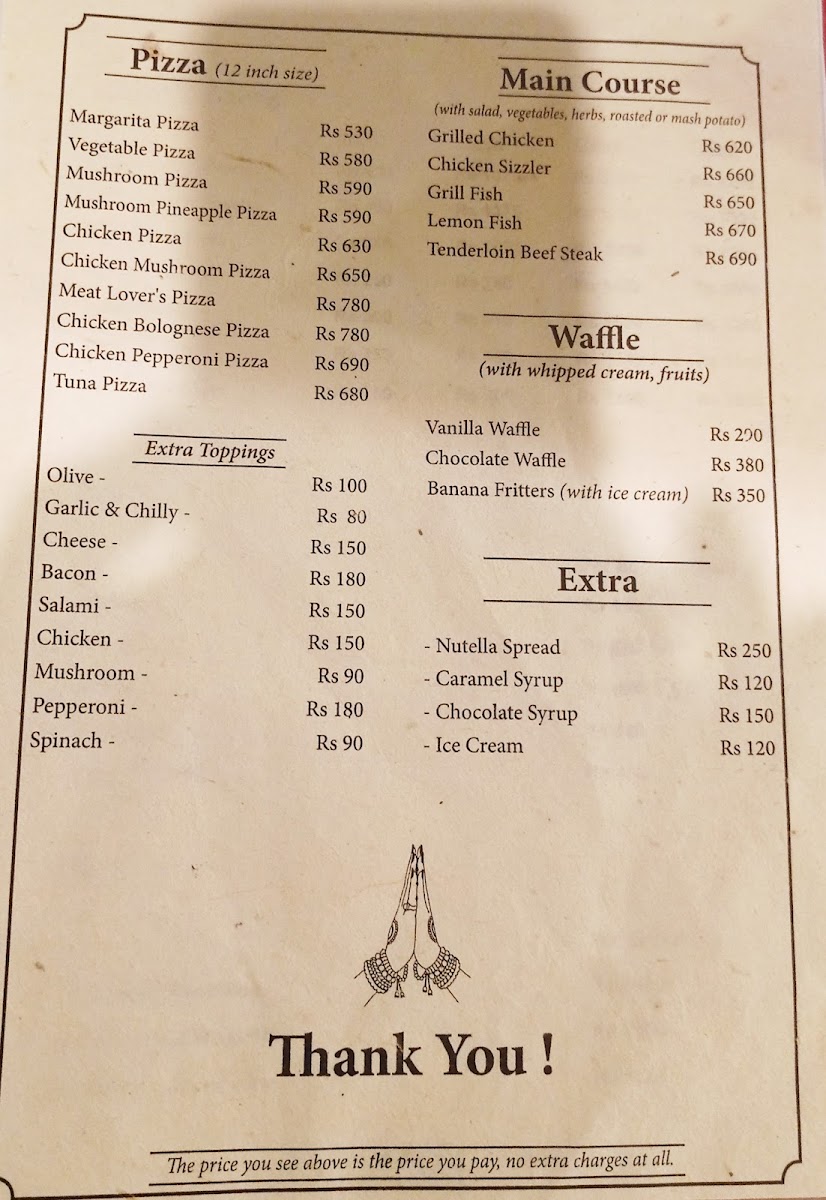 Pizza (12 inch size)
Margarita Pizza Rs 530
Vegetable Pizza Rs 580
Mushroom Pizza Rs 590
Mushroom Pineapple Pizza Rs 590
Chicken Pizza Rs 630
Chicken Mushroom Pizza Rs 650
Meat Lover's Pizza Rs 780
Chicken Bolognese Pizza Rs 780
Chicken Pepperoni Pizza Rs 690
Tuna Pizza Rs 680
Extra Toppings
Olive - Rs 100
Garlic & Chilly - Rs 80
Cheese - Rs 150
Bacon - Rs 180
Salami - Rs 150
Chicken - Rs 150
Mushroom - Rs 90
Pepperoni - Rs 180
Spinach - Rs 90
Main Course
(with salad, vegetables, herbs, roasted or mash potato)
Grilled Chicken Rs 620
Chicken Sizzler Rs 660
Grill Fish Rs 650
Lemon Fish Rs 670
Tenderloin Beef Steak Rs 690
Waffle
(with whipped cream, fruits)
Vanilla Waffle Rs 290
Chocolate Waffle Rs 380
Banana Fritters (with ice cream) Rs 350
Extra
- Nutella Spread Rs 250
- Caramel Syrup Rs 120
- Chocolate Syrup Rs 150
- Ice Cream Rs 120
Thank You !
The price you see above is the price you pay, no extra charges at all.